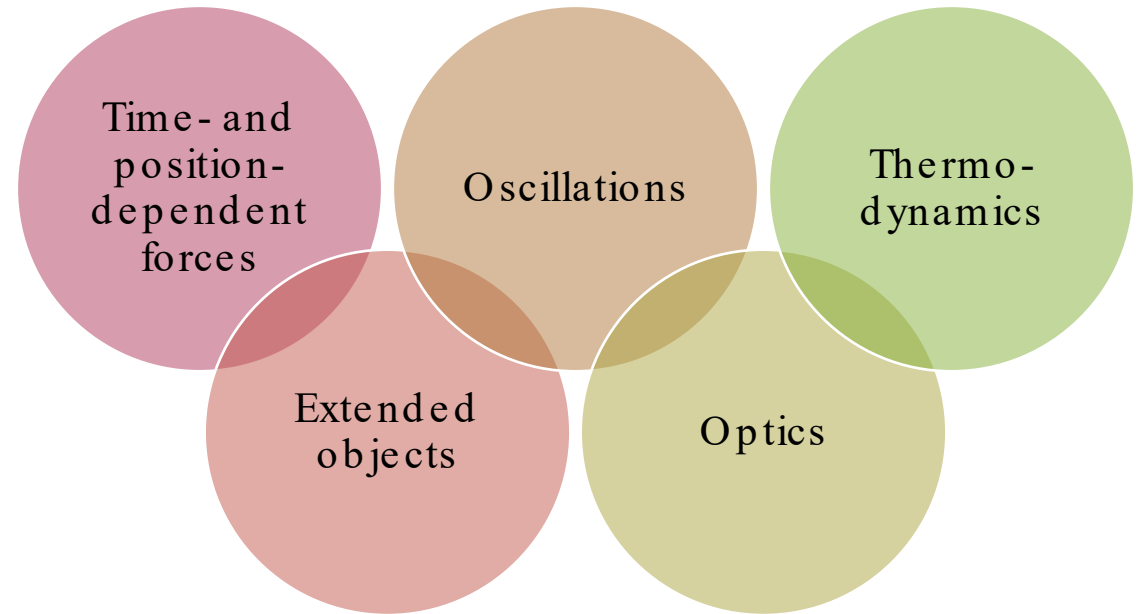 Time- and
position-
dependent
forces
Oscillations
Thermo-
dynamics
Extended
objects
Optics